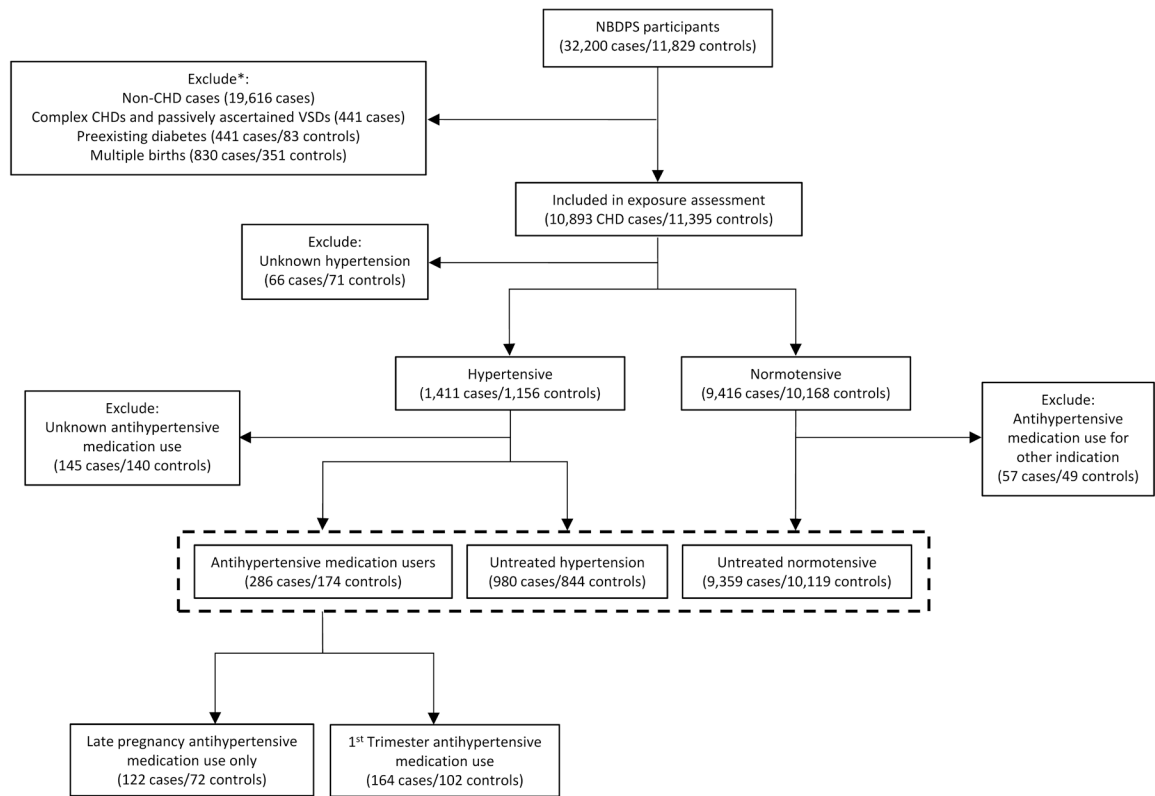 NBDPS participants
(32,200 cases/11,829 controls)
Exclude*:
Non-CHD cases (19,616 cases)
Complex CHDs and passively ascertained VSDs (441 cases)
Preexisting diabetes (441 cases/83 controls)
Multiple births (830 cases/351 controls)
Included in exposure assessment
(10,893 CHD cases/11,395 controls)
Exclude:
Unknown hypertension
(66 cases/71 controls)
Hypertensive
(1,411 cases/1,156 controls)
Normotensive
(9,416 cases/10,168 controls)
Exclude:
Unknown antihypertensive
medication use
(145 cases/140 controls)
Exclude:
Antihypertensive
medication use for
other indication
(57 cases/49 controls)
Antihypertensive medication users
(286 cases/174 controls)
Untreated hypertension
(980 cases/844 controls)
Untreated normotensive
(9,359 cases/10,119 controls)
Late pregnancy antihypertensive
medication use only
(122 cases/72 controls)
1st Trimester antihypertensive
medication use
(164 cases/102 controls)